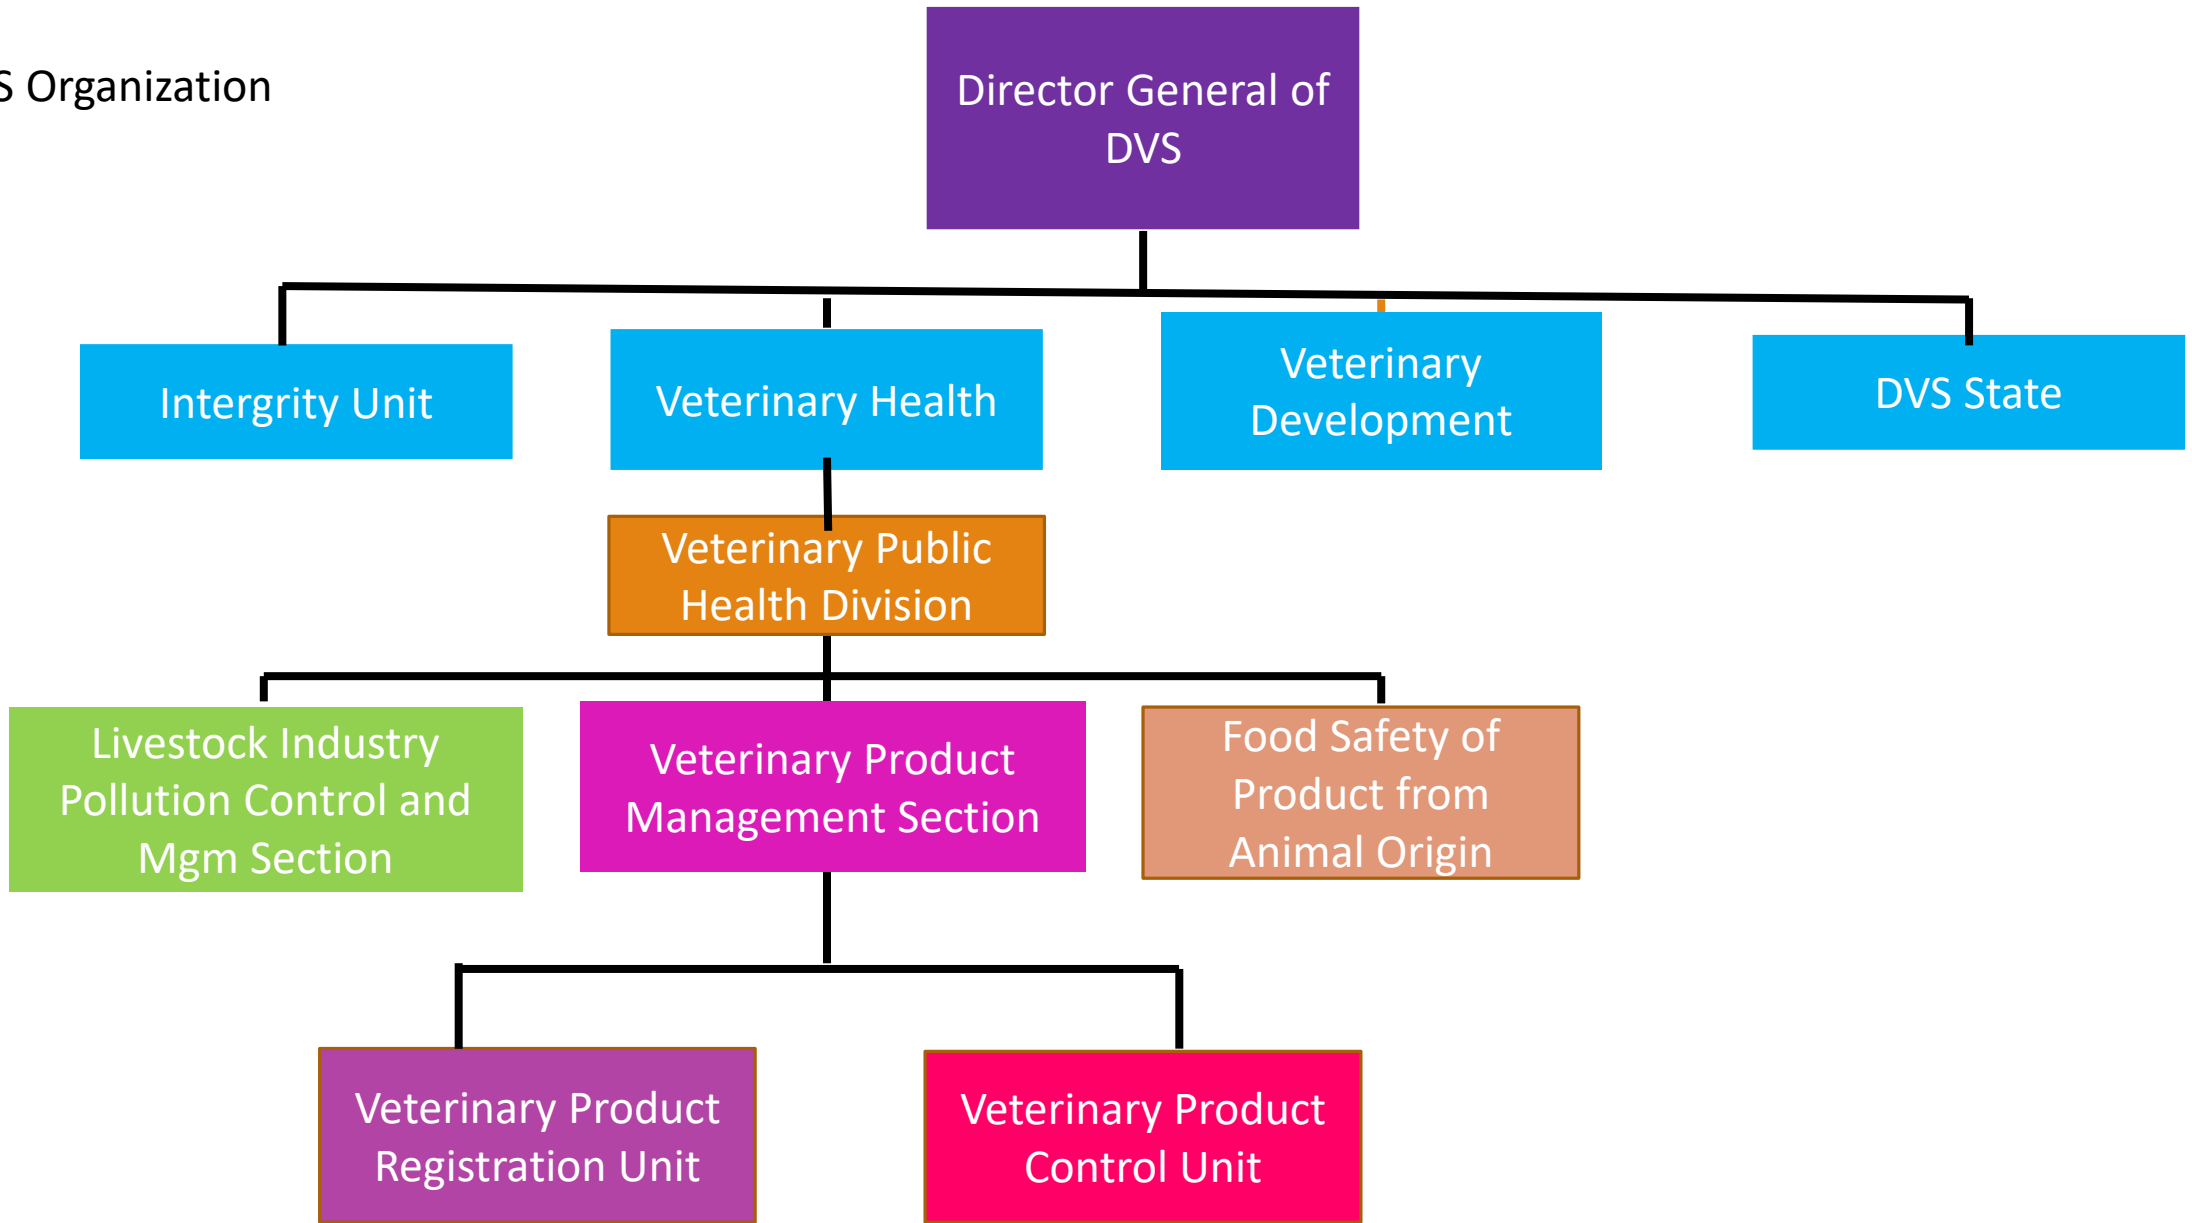 S Organization
Director General of
DVS
Intergrity Unit
Veterinary Health
Veterinary
Development
DVS State
Veterinary Public
Health Division
Livestock Industry
Pollution Control and
Mgm Section
Veterinary Product
Management Section
Food Safety of
Product from
Animal Origin
Veterinary Product
Registration Unit
Veterinary Product
Control Unit